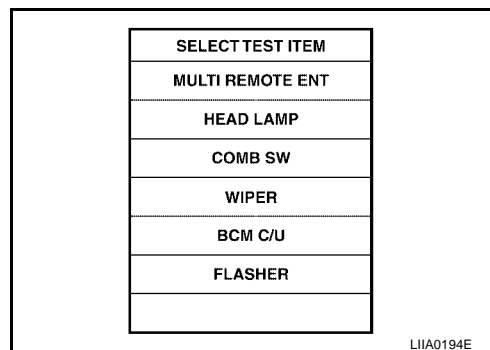 SELECT TEST ITEM
MULTI REMOTE ENT
HEAD LAMP
COMB SW
WIPER
BCM C/U
FLASHER
LIIA0194E